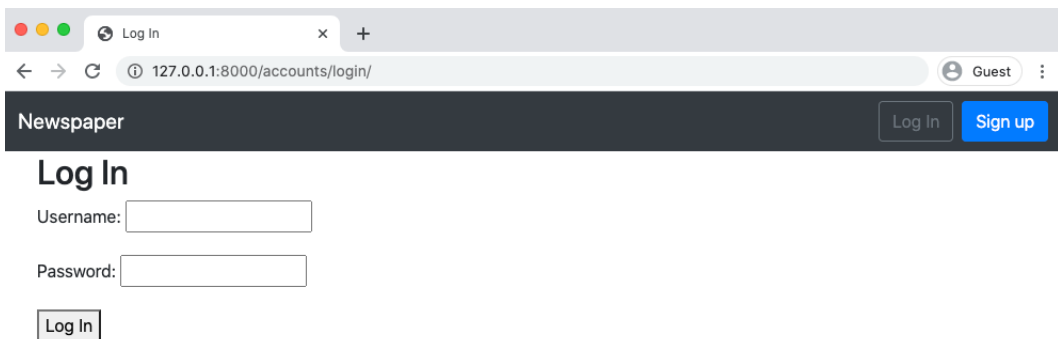 Log In
127.0.0.1:8000/accounts/login/ Guest
Newspaper Log In Sign up
Log In
Username:
Password:
Log In